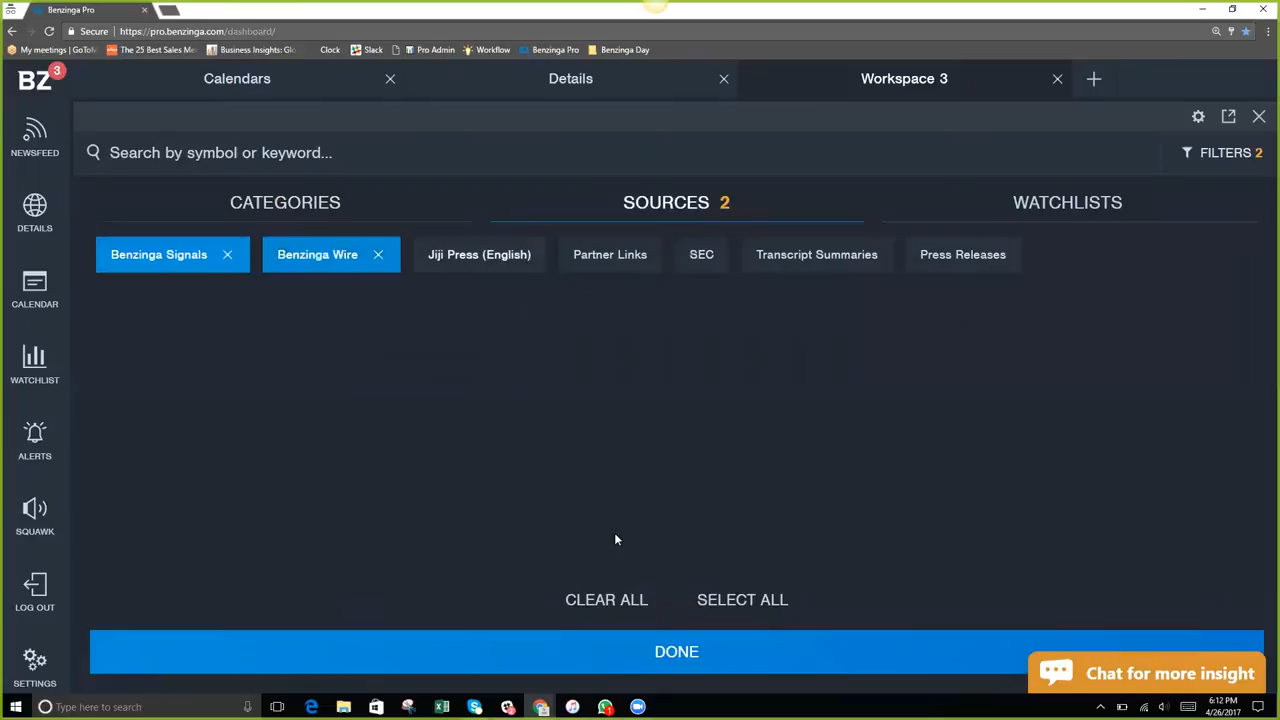 Benzinga Pro
Secure https://pro.benzinga.com/dashboard/
My meetings | GoToM
The 25 Best Sales Me
Business Insights: Glo
Clock
Slack
Pro Admin
Workflow
Benzinga Pro
Benzinga Day
BZ
3
Calendars
Details
Workspace 3
NEWSFEED
Search by symbol or keyword...
FILTERS 2
CATEGORIES
SOURCES 2
WATCHLISTS
DETAILS
Benzinga Signals
Benzinga Wire
Jiji Press (English)
Partner Links
SEC
Transcript Summaries
Press Releases
CALENDAR
WATCHLIST
ALERTS
SQUAWK
LOG OUT
CLEAR ALL
SELECT ALL
DONE
SETTINGS
Chat for more insight
Type here to search
6:12 PM
4/26/2017